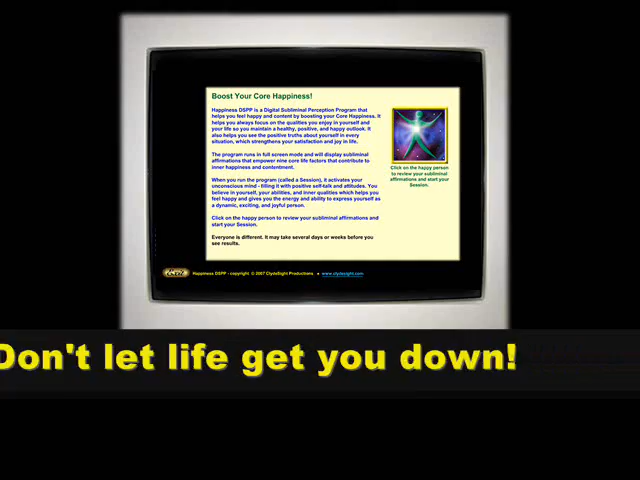 Boost Your Core Happiness!
Happiness DSPP is a Digital Subliminal Perception Program that
helps you feel happy and content by boosting your Core Happiness. It
helps you always focus on the qualities you enjoy in yourself and
your life so you maintain a healthy, positive, and happy outlook. It
also helps you see the positive truths about yourself in every
situation, which strengthens your satisfaction and joy in life.
The program runs in full screen mode and will display subliminal
affirmations that empower nine core life factors that contribute to
inner happiness and contentment.
When you run the program (called a Session), it activates your
unconscious mind - filling it with positive self-talk and attitudes. You
believe in yourself, your abilities, and inner qualities which helps you
feel happy and gives you the energy and ability to express yourself as
a dynamic, exciting, and joyful person.
Click on the happy person to review your subliminal affirmations and
start your Session.
Everyone is different. It may take several days or weeks before you
see results.
Click on the happy person
to review your subliminal
affirmations and start your
Session.
Happiness DSPP - copyright © 2007 ClydeSight Productions • www.clydesight.com
Don't let life get you down!